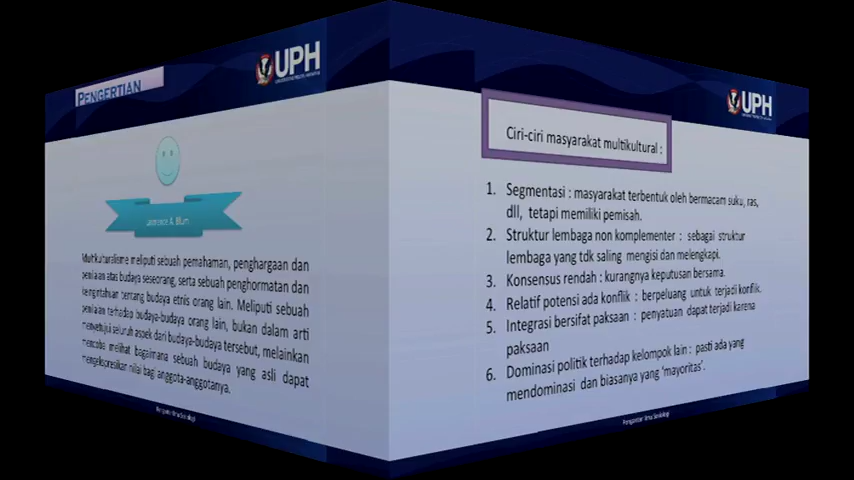 PENGERTIAN
UPH
Lawrence A. Blum
Multikulturalisme meliputi sebuah pemahaman, penghargaan dan
penilaian atas budaya seseorang, serta sebuah penghormatan dan
keingintahuan tentang budaya etnis orang lain. Meliputi sebuah
penilaian terhadap budaya-budaya orang lain, bukan dalam arti
menyetujui seluruh aspek dari budaya-budaya tersebut, melainkan
mencoba melihat bagaimana sebuah budaya yang asli dapat
mengekspresikan nilai bagi anggota-anggotanya.
Pengantar Ilmu Sosiologi
UPH
Ciri-ciri masyarakat multikultural :
1. Segmentasi : masyarakat terbentuk oleh bermacam suku, ras,
dll, tetapi memiliki pemisah.
2. Struktur lembaga non komplementer : sebagai struktur
lembaga yang tdk saling mengisi dan melengkapi.
3. Konsensus rendah : kurangnya keputusan bersama.
4. Relatif potensi ada konflik : berpeluang untuk terjadi konflik.
5. Integrasi bersifat paksaan : penyatuan dapat terjadi karena
paksaan
6. Dominasi politik terhadap kelompok lain : pasti ada yang
mendominasi dan biasanya yang 'mayoritas'.
Pengantar Ilmu Sosiologi